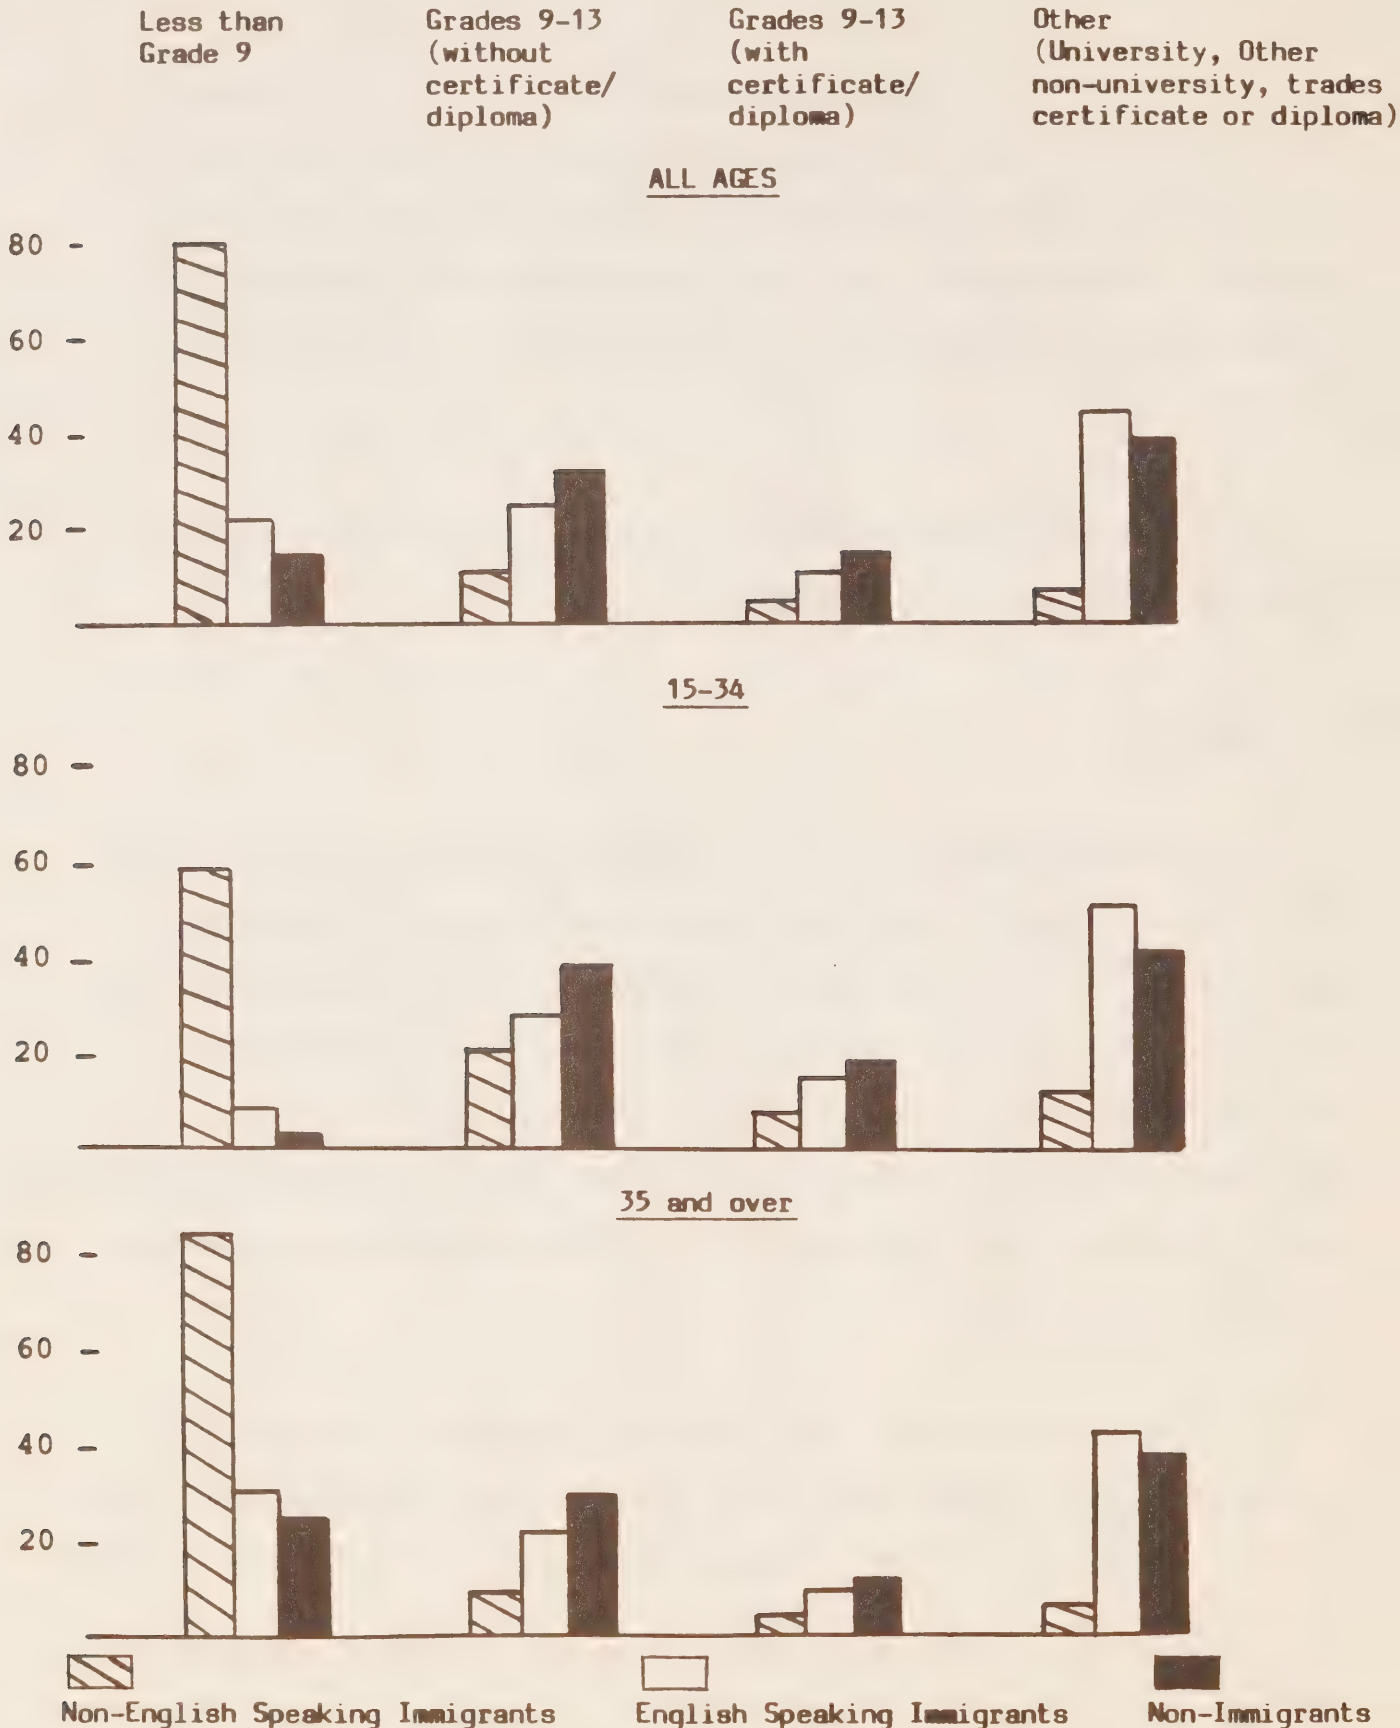 Less than
Grade 9
Grades 9-13
(without
certificate/
diploma)
Grades 9-13
(with
certificate/
diploma)
Other
(University, Other
non-university, trades
certificate or diploma)
ALL AGES
80 -
60 -
40 -
20 -
15-34
80 -
60 -
40 -
20 -
35 and over
80 -
60 -
40 -
20 -
Non-English Speaking Immigrants
English Speaking Immigrants
Non-Immigrants